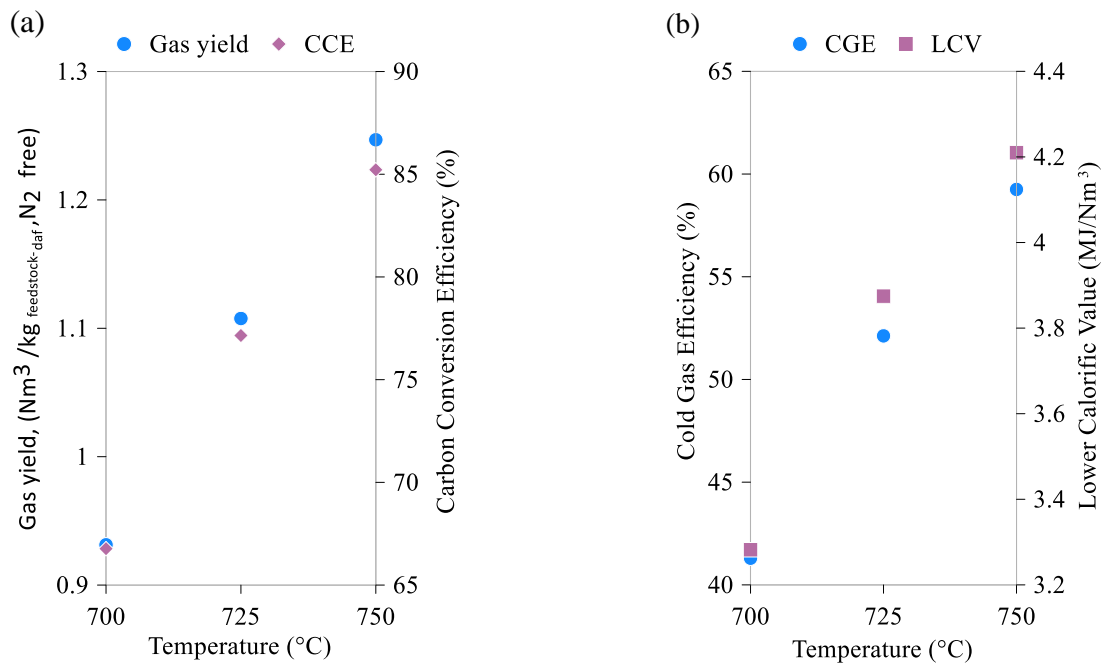 (a)
Gas yield
CCE
1.3
1.2
1.1
1
0.9
Gas yield, (Nm3 /kg feedstock-daf ,N2 free)
90
85
80
75
70
65
Carbon Conversion Efficiency (%)
700
725
750
Temperature (°C)
(b)
CGE
LCV
65
60
55
50
45
40
Cold Gas Efficiency (%)
4.4
4.2
4
3.8
3.6
3.4
3.2
Lower Calorific Value (MJ/Nm3)
700
725
750
Temperature (°C)